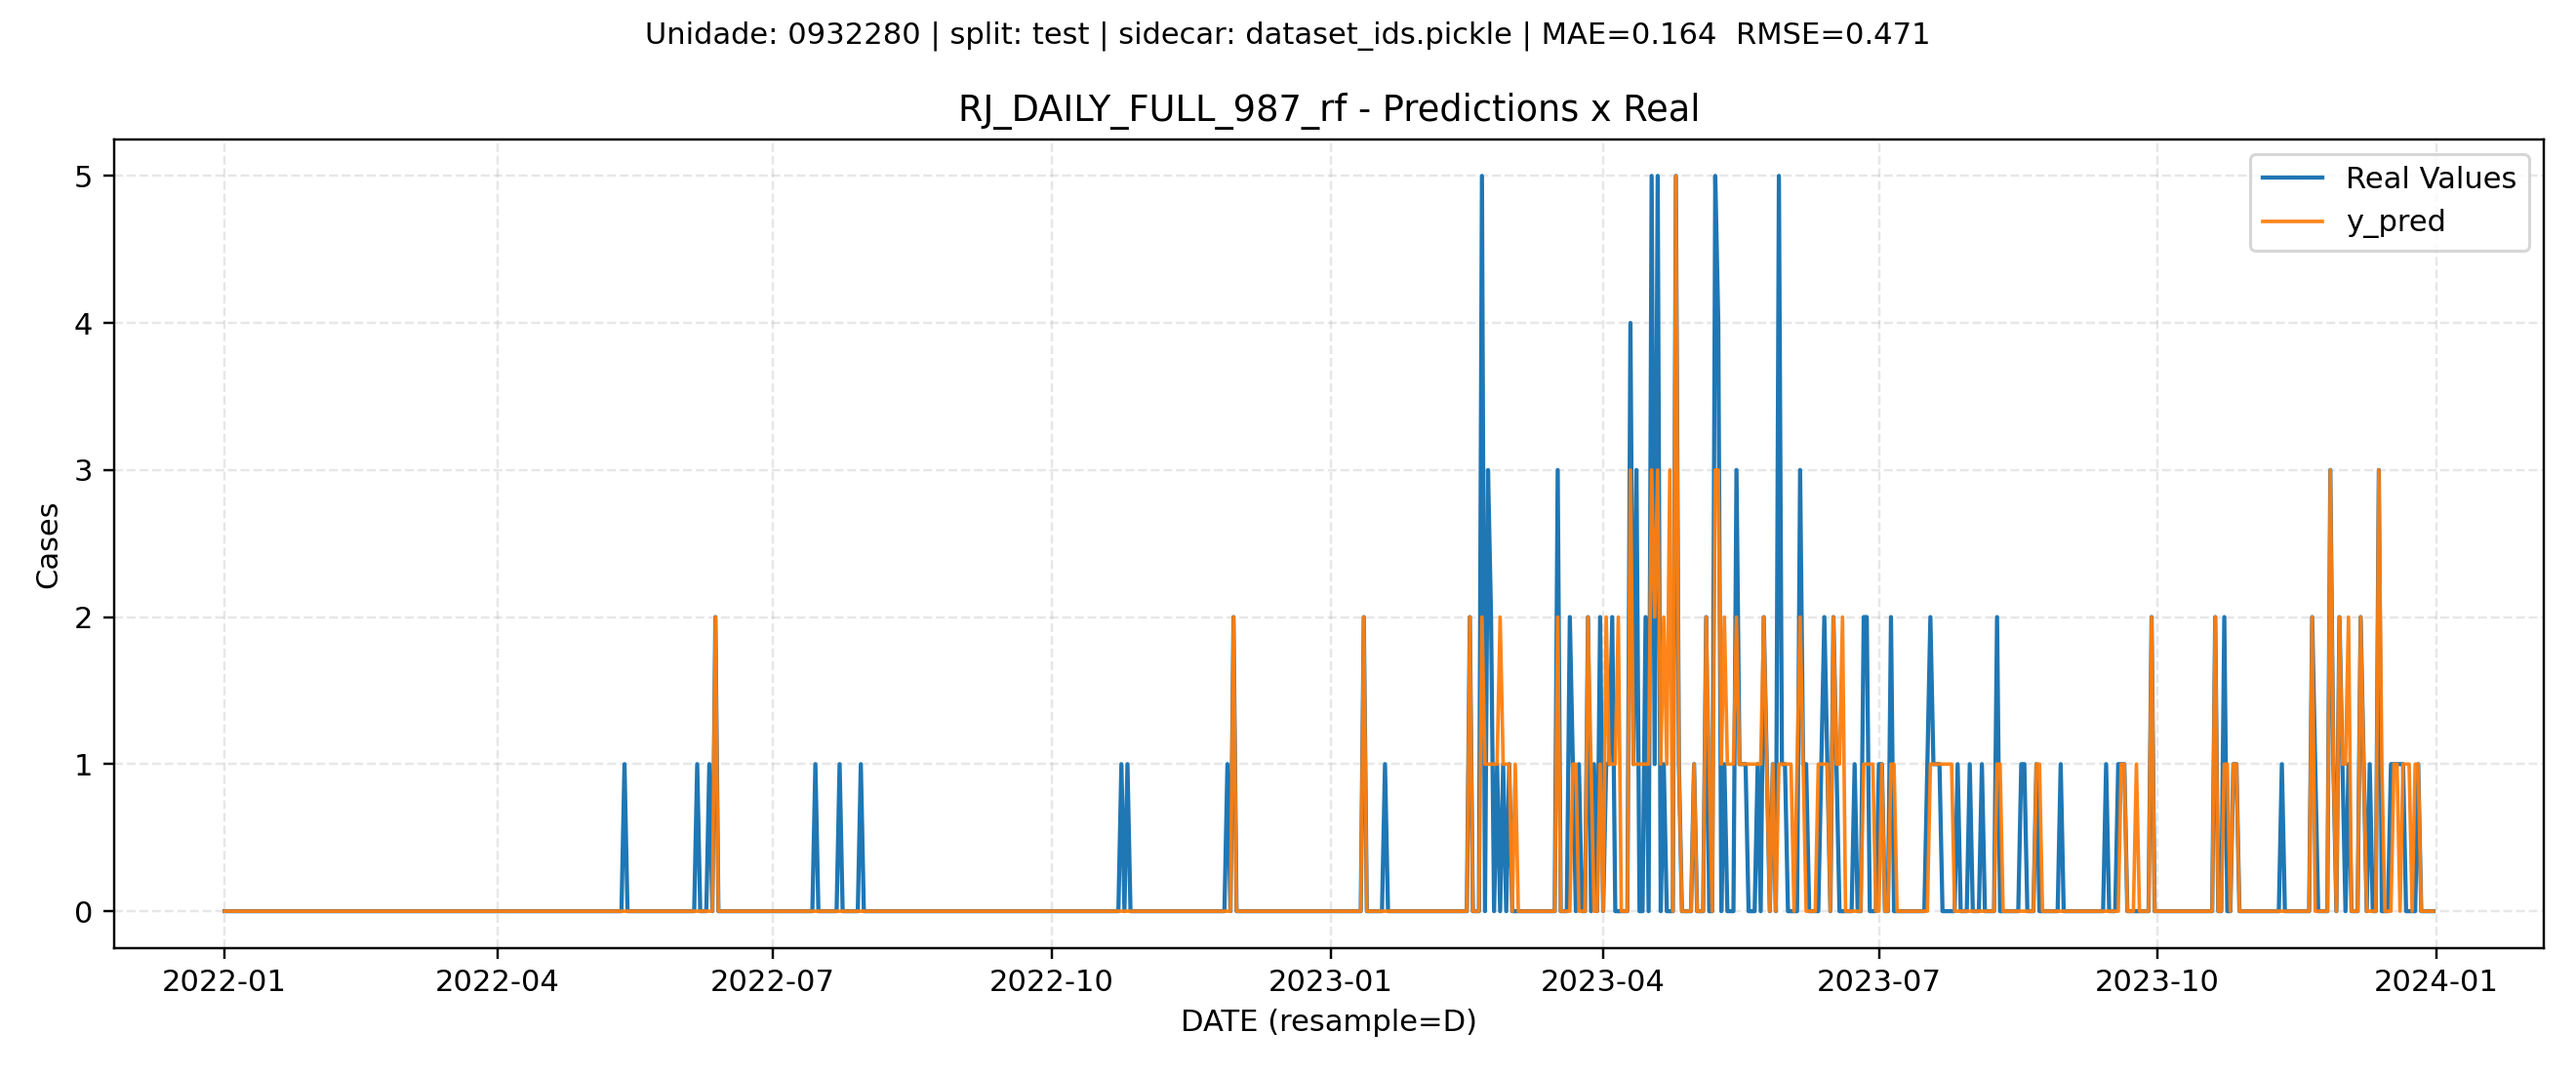 Unidade: 0932280 | split: test | sidecar: dataset_ids.pickle | MAE=0.164  RMSE=0.471
RJ_DAILY_FULL_987_rf - Predictions x Real
Real Values
y_pred
5
4
3
2
1
0
Cases
2022-01
2022-04
2022-07
2022-10
2023-01
2023-04
2023-07
2023-10
2024-01
DATE (resample=D)